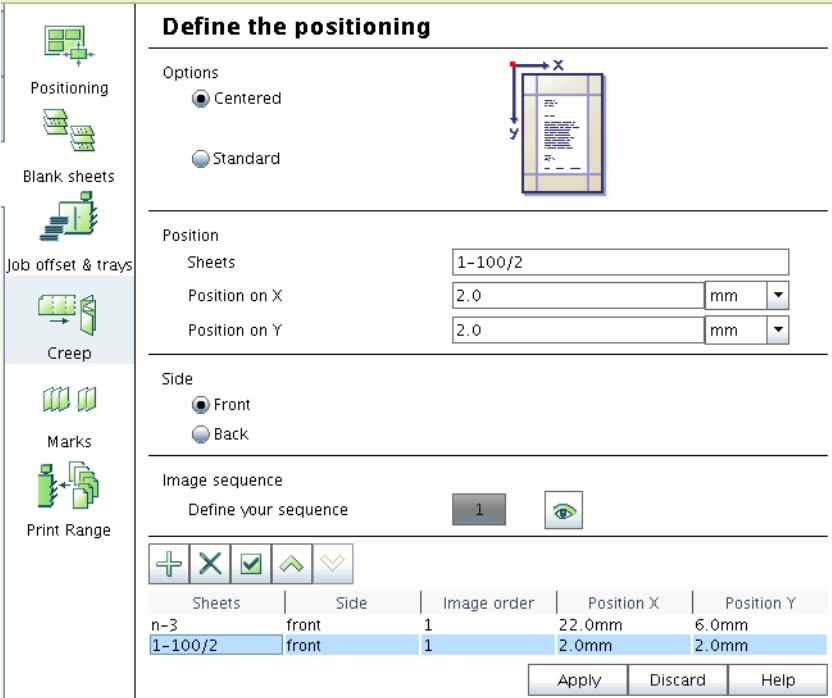 Define the positioning
Positioning
Blank sheets
Job offset & trays
Creep
Marks
Print Range
Options
Centered
Standard
x
y
Position
Sheets 1-100/2
Position on X 2.0 mm
Position on Y 2.0 mm
Side
Front
Back
Image sequence
Define your sequence 1
Sheets Side Image order Position X Position Y
n-3 front 1 22.0mm 6.0mm
1-100/2 front 1 2.0mm 2.0mm
Apply Discard Help